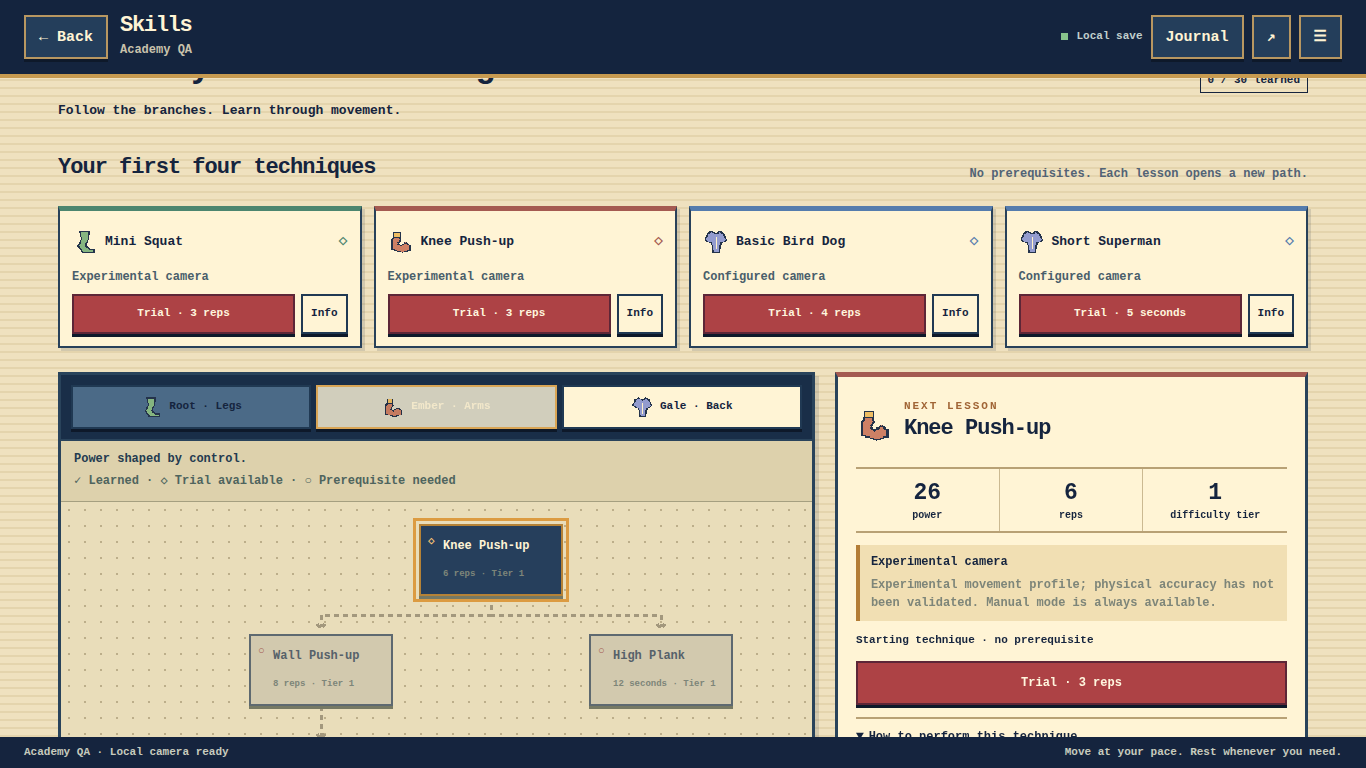 ← Back
Skills
Academy QA
Local save
Journal
↗
☰
0 / 30 learned
Follow the branches. Learn through movement.
Your first four techniques
No prerequisites. Each lesson opens a new path.
Mini Squat ◇
Experimental camera
Trial · 3 reps
Info
Knee Push-up ◇
Experimental camera
Trial · 3 reps
Info
Basic Bird Dog ◇
Configured camera
Trial · 4 reps
Info
Short Superman ◇
Configured camera
Trial · 5 seconds
Info
Root · Legs
Ember · Arms
Gale · Back
Power shaped by control.
✓ Learned · ◇ Trial available · ○ Prerequisite needed
◇ Knee Push-up
6 reps · Tier 1
○ Wall Push-up
8 reps · Tier 1
○ High Plank
12 seconds · Tier 1
NEXT LESSON
Knee Push-up
26
power
6
reps
1
difficulty tier
Experimental camera
Experimental movement profile; physical accuracy has not
been validated. Manual mode is always available.
Starting technique · no prerequisite
Trial · 3 reps
▼ How to perform this technique
Academy QA · Local camera ready
Move at your pace. Rest whenever you need.